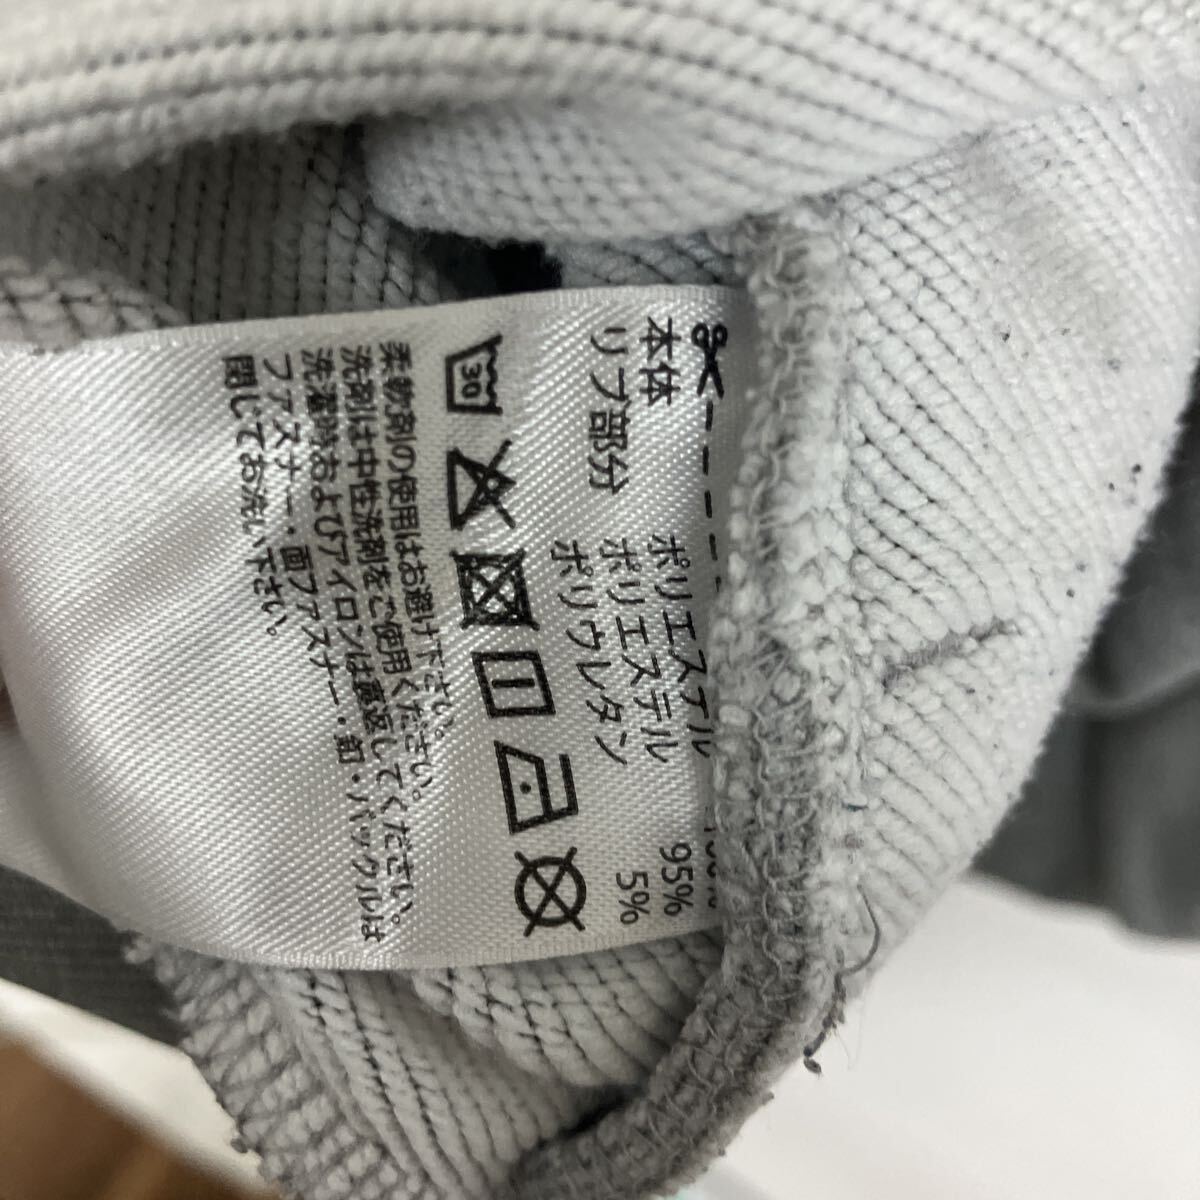 本体 ポリエステル 100%
リブ部分 ポリエステル 95%
ポリウレタン 5%
30
柔軟剤の使用はお避け下さい。
洗剤は中性洗剤をご使用ください。
洗濯時およびアイロンは裏返してください。
ファスナー・面ファスナー・釦・バックルは
閉じてお洗い下さい。